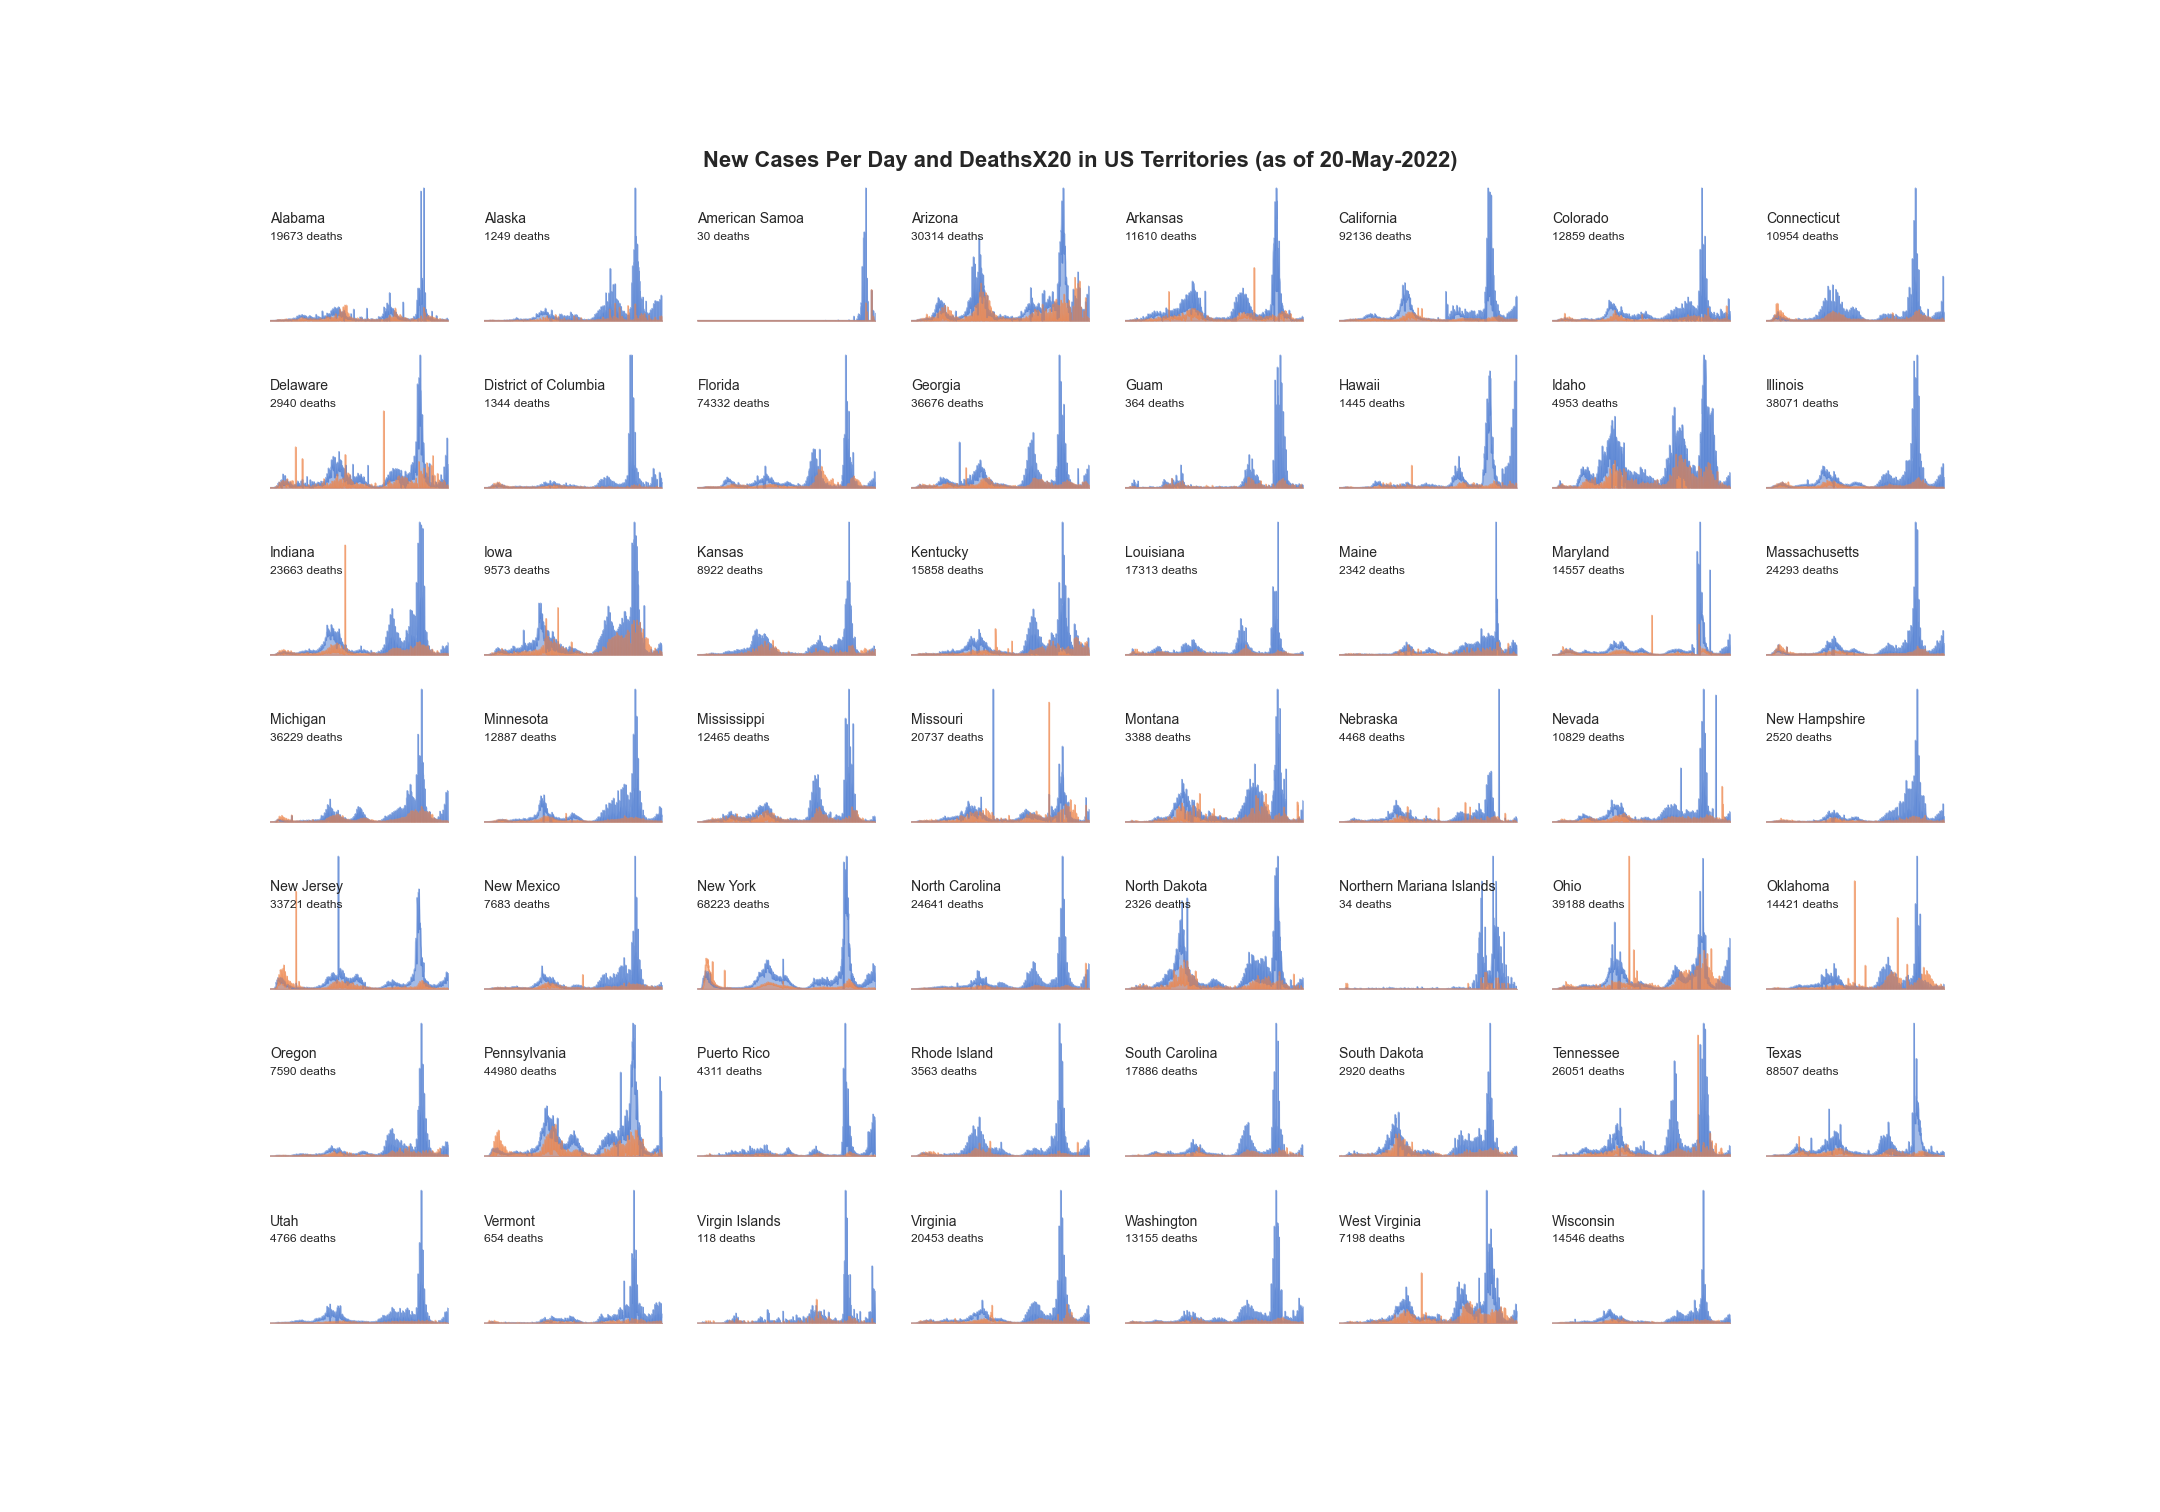 New Cases Per Day and DeathsX20 in US Territories (as of 20-May-2022)
Alabama
19673 deaths
Alaska
1249 deaths
American Samoa
30 deaths
Arizona
30314 deaths
Arkansas
11610 deaths
California
92136 deaths
Colorado
12859 deaths
Connecticut
10954 deaths
Delaware
2940 deaths
District of Columbia
1344 deaths
Florida
74332 deaths
Georgia
36676 deaths
Guam
364 deaths
Hawaii
1445 deaths
Idaho
4953 deaths
Illinois
38071 deaths
Indiana
23663 deaths
Iowa
9573 deaths
Kansas
8922 deaths
Kentucky
15858 deaths
Louisiana
17313 deaths
Maine
2342 deaths
Maryland
14557 deaths
Massachusetts
24293 deaths
Michigan
36229 deaths
Minnesota
12887 deaths
Mississippi
12465 deaths
Missouri
20737 deaths
Montana
3388 deaths
Nebraska
4468 deaths
Nevada
10829 deaths
New Hampshire
2520 deaths
New Jersey
33721 deaths
New Mexico
7683 deaths
New York
68223 deaths
North Carolina
24641 deaths
North Dakota
2326 deaths
Northern Mariana Islands
34 deaths
Ohio
39188 deaths
Oklahoma
14421 deaths
Oregon
7590 deaths
Pennsylvania
44980 deaths
Puerto Rico
4311 deaths
Rhode Island
3563 deaths
South Carolina
17886 deaths
South Dakota
2920 deaths
Tennessee
26051 deaths
Texas
88507 deaths
Utah
4766 deaths
Vermont
654 deaths
Virgin Islands
118 deaths
Virginia
20453 deaths
Washington
13155 deaths
West Virginia
7198 deaths
Wisconsin
14546 deaths